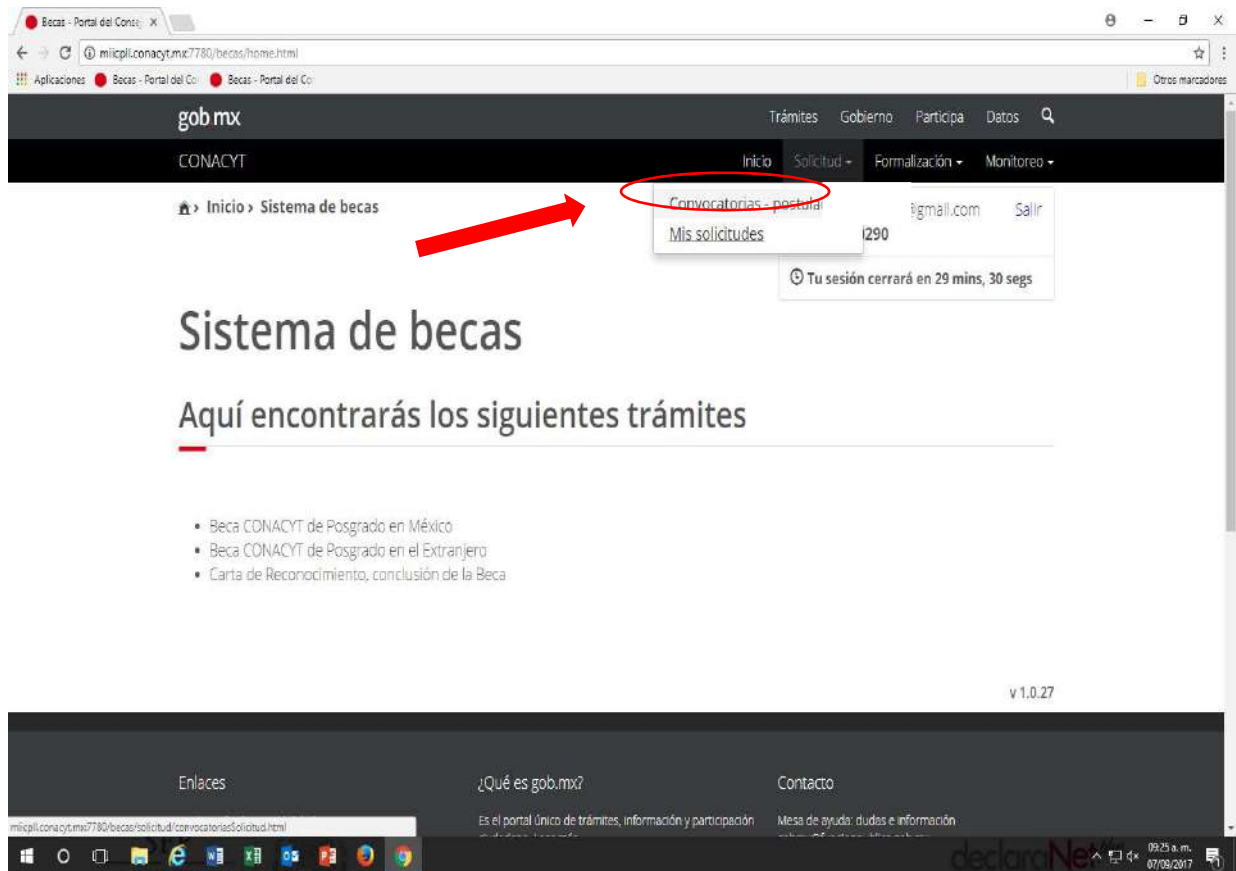 Becas - Portal del Conse
miicpll.conacyt.mx:7780/becas/home.html
Aplicaciones Becas - Portal del Co Becas - Portal del Co Otros marcadores
gob mx Trámites Gobierno Participa Datos
CONACYT Inicio Solicitud Formalización Monitoreo
Inicio › Sistema de becas
Convocatorias - postular
@gmail.com Salir
Mis solicitudes
i290
Tu sesión cerrará en 29 mins, 30 segs
Sistema de becas
Aquí encontrarás los siguientes trámites
• Beca CONACYT de Posgrado en México
• Beca CONACYT de Posgrado en el Extranjero
• Carta de Reconocimiento, conclusión de la Beca
v 1.0.27
Enlaces ¿Qué es gob.mx? Contacto
Es el portal único de trámites, información y participación Mesa de ayuda: dudas e información
miicpll.conacyt.mx:7780/becas/solicitud/convocatoriasSolicitud.html
declaraNet
09:25 a.m.
07/09/2017